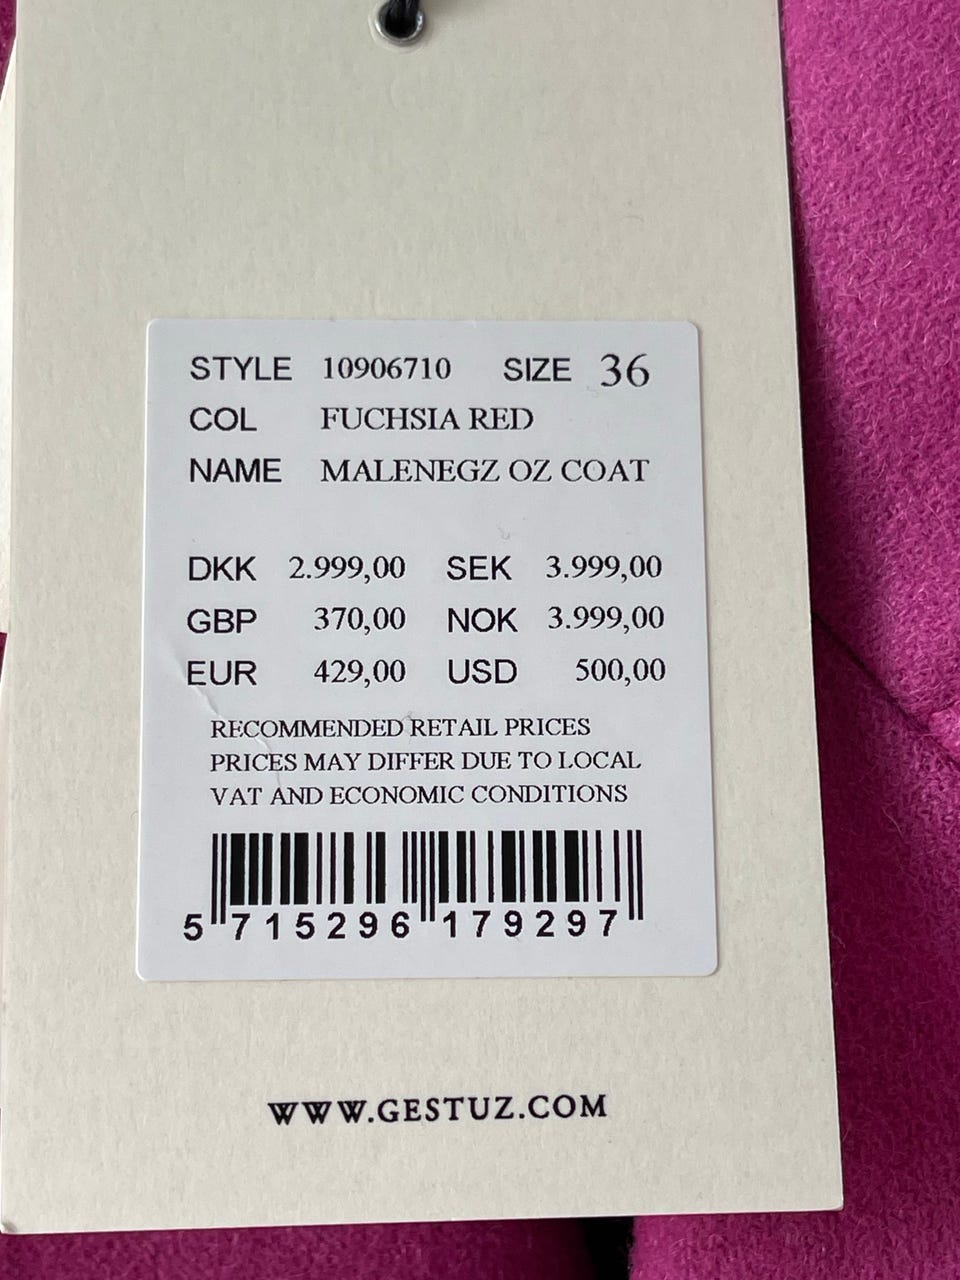 STYLE 10906710 SIZE 36
COL FUCHSIA RED
NAME MALENEGZ OZ COAT
DKK 2.999,00 SEK 3.999,00
GBP 370,00 NOK 3.999,00
EUR 429,00 USD 500,00
RECOMMENDED RETAIL PRICES
PRICES MAY DIFFER DUE TO LOCAL
VAT AND ECONOMIC CONDITIONS
5 715296 179297
WWW.GESTUZ.COM